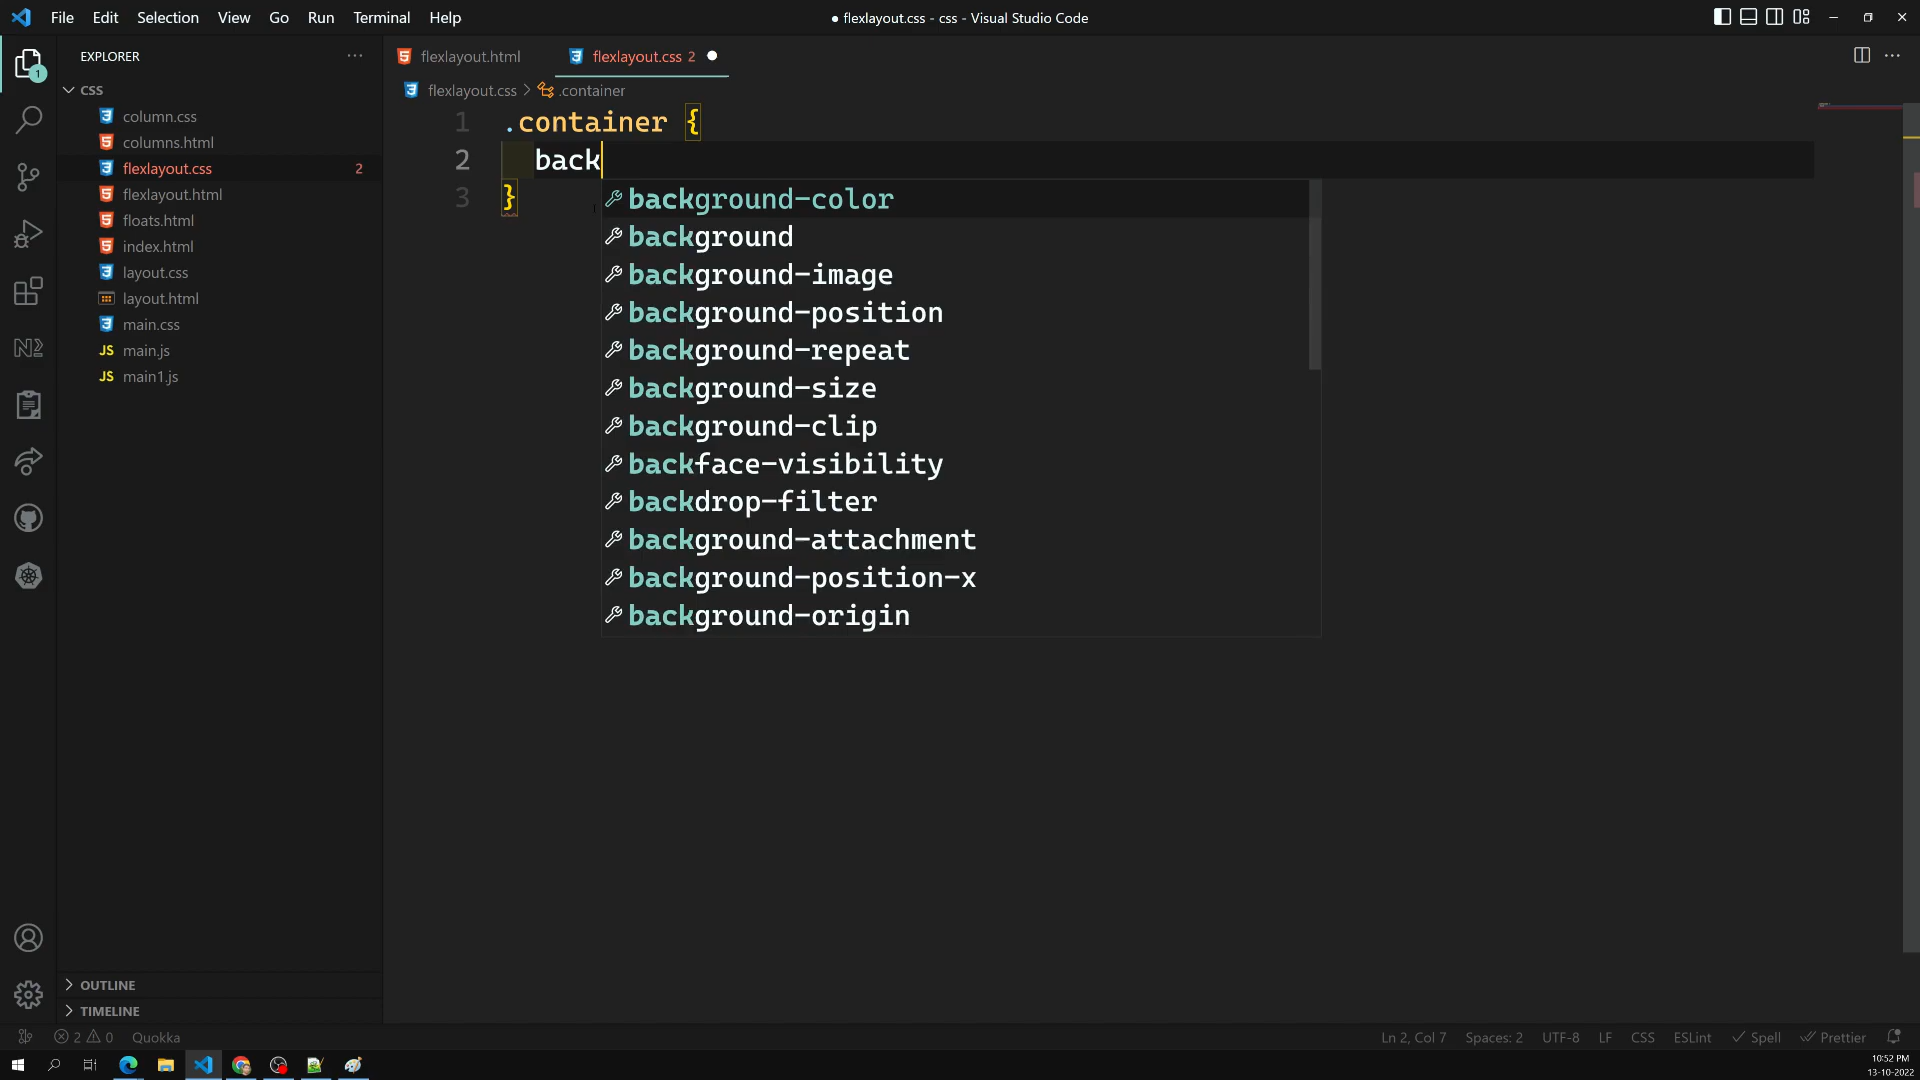 File Edit Selection View Go Run Terminal Help
● flexlayout.css - css - Visual Studio Code
EXPLORER
CSS
column.css
columns.html
flexlayout.css 2
flexlayout.html
floats.html
index.html
layout.css
layout.html
main.css
JS main.js
JS main1.js
OUTLINE
TIMELINE
1
flexlayout.html
flexlayout.css 2
flexlayout.css > .container
1 .container {
2 back
3 }
background-color
background
background-image
background-position
background-repeat
background-size
background-clip
backface-visibility
backdrop-filter
background-attachment
background-position-x
background-origin
2 0 Quokka
Ln 2, Col 7 Spaces: 2 UTF-8 LF CSS ESLint Spell Prettier
10:52 PM
13-10-2022